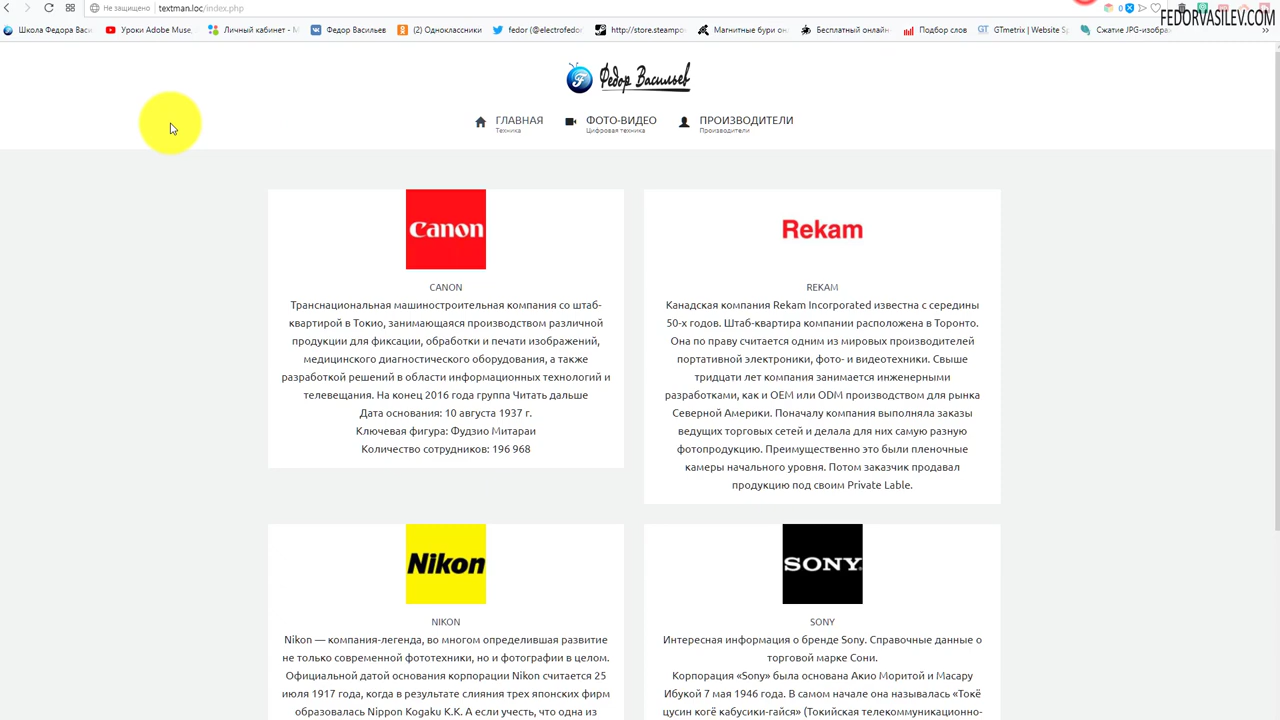 Не защищено textman.loc/index.php 0
FEDORVASILEV.COM
Школа Федора Васи
Уроки Adobe Muse,
Личный кабинет - М
Федор Васильев
(2) Одноклассники
fedor (@electrofedor
http://store.steampo
Магнитные бури он
Бесплатный онлайн
Подбор слов
GT GTmetrix | Website Sp
Сжатие JPG-изобра
F Федор Васильев
ГЛАВНАЯ
Техника
ФОТО-ВИДЕО
Цифровая техника
ПРОИЗВОДИТЕЛИ
Производители
Canon
CANON
Транснациональная машиностроительная компания со штаб-
квартирой в Токио, занимающаяся производством различной
продукции для фиксации, обработки и печати изображений,
медицинского диагностического оборудования, а также
разработкой решений в области информационных технологий и
телевещания. На конец 2016 года группа Читать дальше
Дата основания: 10 августа 1937 г.
Ключевая фигура: Фудзио Митараи
Количество сотрудников: 196 968
Rekam
REKAM
Канадская компания Rekam Incorporated известна с середины
50-х годов. Штаб-квартира компании расположена в Торонто.
Она по праву считается одним из мировых производителей
портативной электроники, фото- и видеотехники. Свыше
тридцати лет компания занимается инженерными
разработками, как и OEM или ODM производством для рынка
Северной Америки. Поначалу компания выполняла заказы
ведущих торговых сетей и делала для них самую разную
фотопродукцию. Преимущественно это были пленочные
камеры начального уровня. Потом заказчик продавал
продукцию под своим Private Lable.
Nikon
NIKON
Nikon — компания-легенда, во многом определившая развитие
не только современной фототехники, но и фотографии в целом.
Официальной датой основания корпорации Nikon считается 25
июля 1917 года, когда в результате слияния трех японских фирм
образовалась Nippon Kogaku K.K. А если учесть, что одна из
SONY
SONY
Интересная информация о бренде Sony. Справочные данные о
торговой марке Сони.
Корпорация «Sony» была основана Акио Моритой и Масару
Ибукой 7 мая 1946 года. В самом начале она называлась «Токё
цусин когё кабусики-гайся» (Токийская телекоммуникационно-